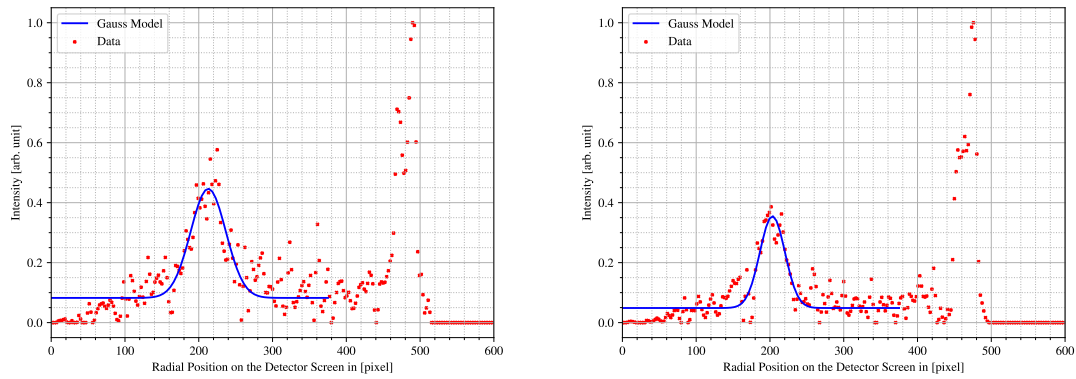 Gauss Model
Data
1.0
0.8
0.6
0.4
0.2
0.0
Intensity [arb. unit]
0 100 200 300 400 500 600
Radial Position on the Detector Screen in [pixel]
Gauss Model
Data
1.0
0.8
0.6
0.4
0.2
0.0
Intensity [arb. unit]
0 100 200 300 400 500 600
Radial Position on the Detector Screen in [pixel]